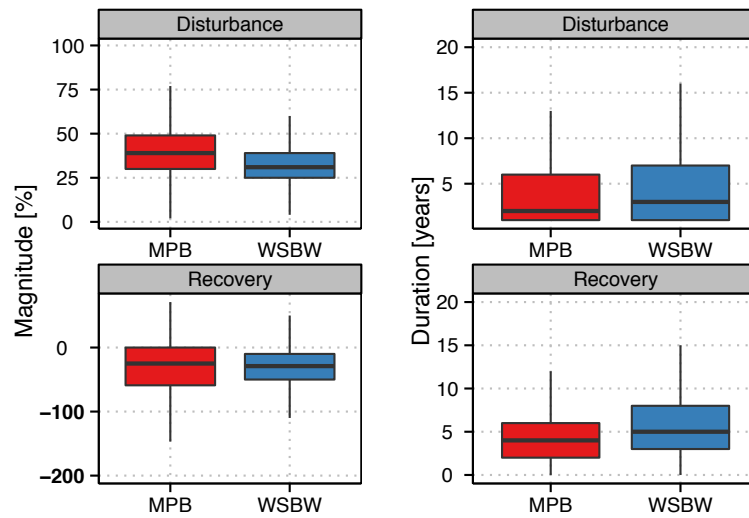 Disturbance
100
75
50
25
0
MPB WSBW
Recovery
0
−100
−200
MPB WSBW
Magnitude [%]
Disturbance
20
15
10
5
MPB WSBW
Recovery
20
15
10
5
0
MPB WSBW
Duration [years]